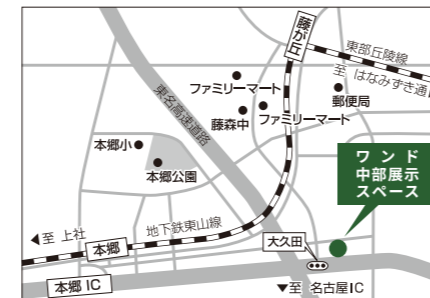 藤が丘
東部丘陵線
至 はなみずき通
ファミリーマート
郵便局
東名高速道路
藤森中
ファミリーマート
本郷小
本郷公園
ワンド
中部展示
スペース
至 上社
地下鉄東山線
本郷
大久田
本郷 IC
至 名古屋IC